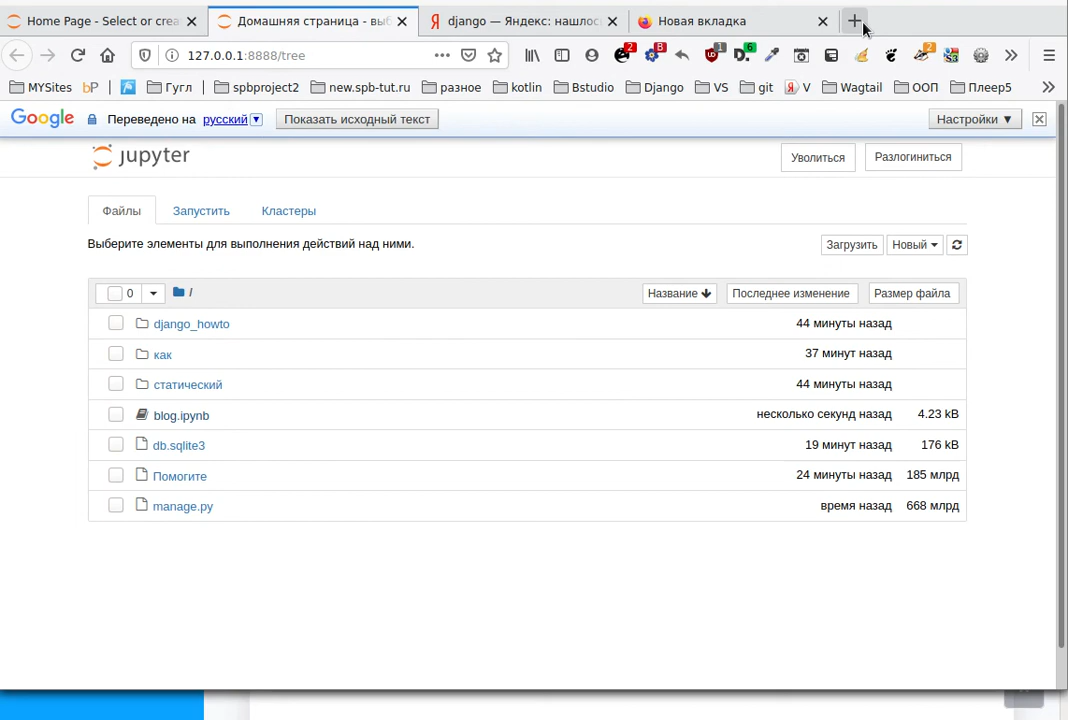 Home Page - Select or crea
Домашняя страница - выб
django — Яндекс: нашлос
Новая вкладка
127.0.0.1:8888/tree
2 8 1 6 2
MYSites
Гугл
spbproject2
new.spb-tut.ru
разное
kotlin
Bstudio
Django
VS
git
V
Wagtail
ООП
Плеер5
Google Переведено на русский Показать исходный текст Настройки ▼
jupyter Уволиться Разлогиниться
Файлы Запустить Кластеры
Выберите элементы для выполнения действий над ними. Загрузить Новый
0 / Название Последнее изменение Размер файла
django_howto 44 минуты назад
как 37 минут назад
статический 44 минуты назад
blog.ipynb несколько секунд назад 4.23 kB
db.sqlite3 19 минут назад 176 kB
Помогите 24 минуты назад 185 млрд
manage.py время назад 668 млрд